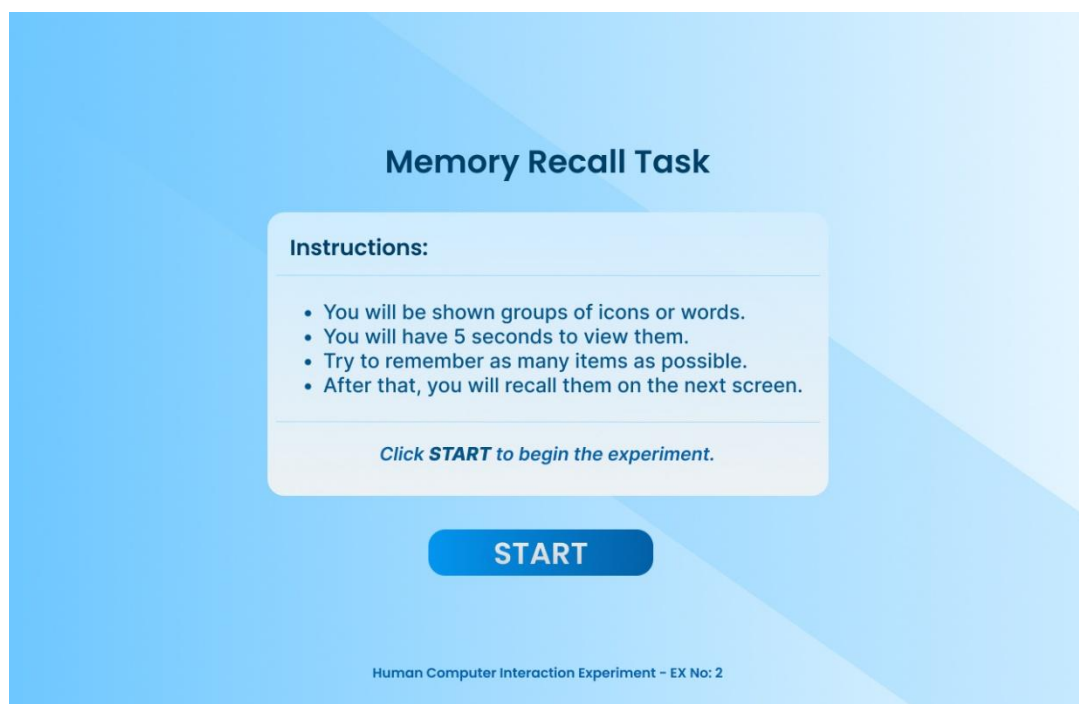 Memory Recall Task
Instructions:
• You will be shown groups of icons or words.
• You will have 5 seconds to view them.
• Try to remember as many items as possible.
• After that, you will recall them on the next screen.
Click START to begin the experiment.
START
Human Computer Interaction Experiment - EX No: 2